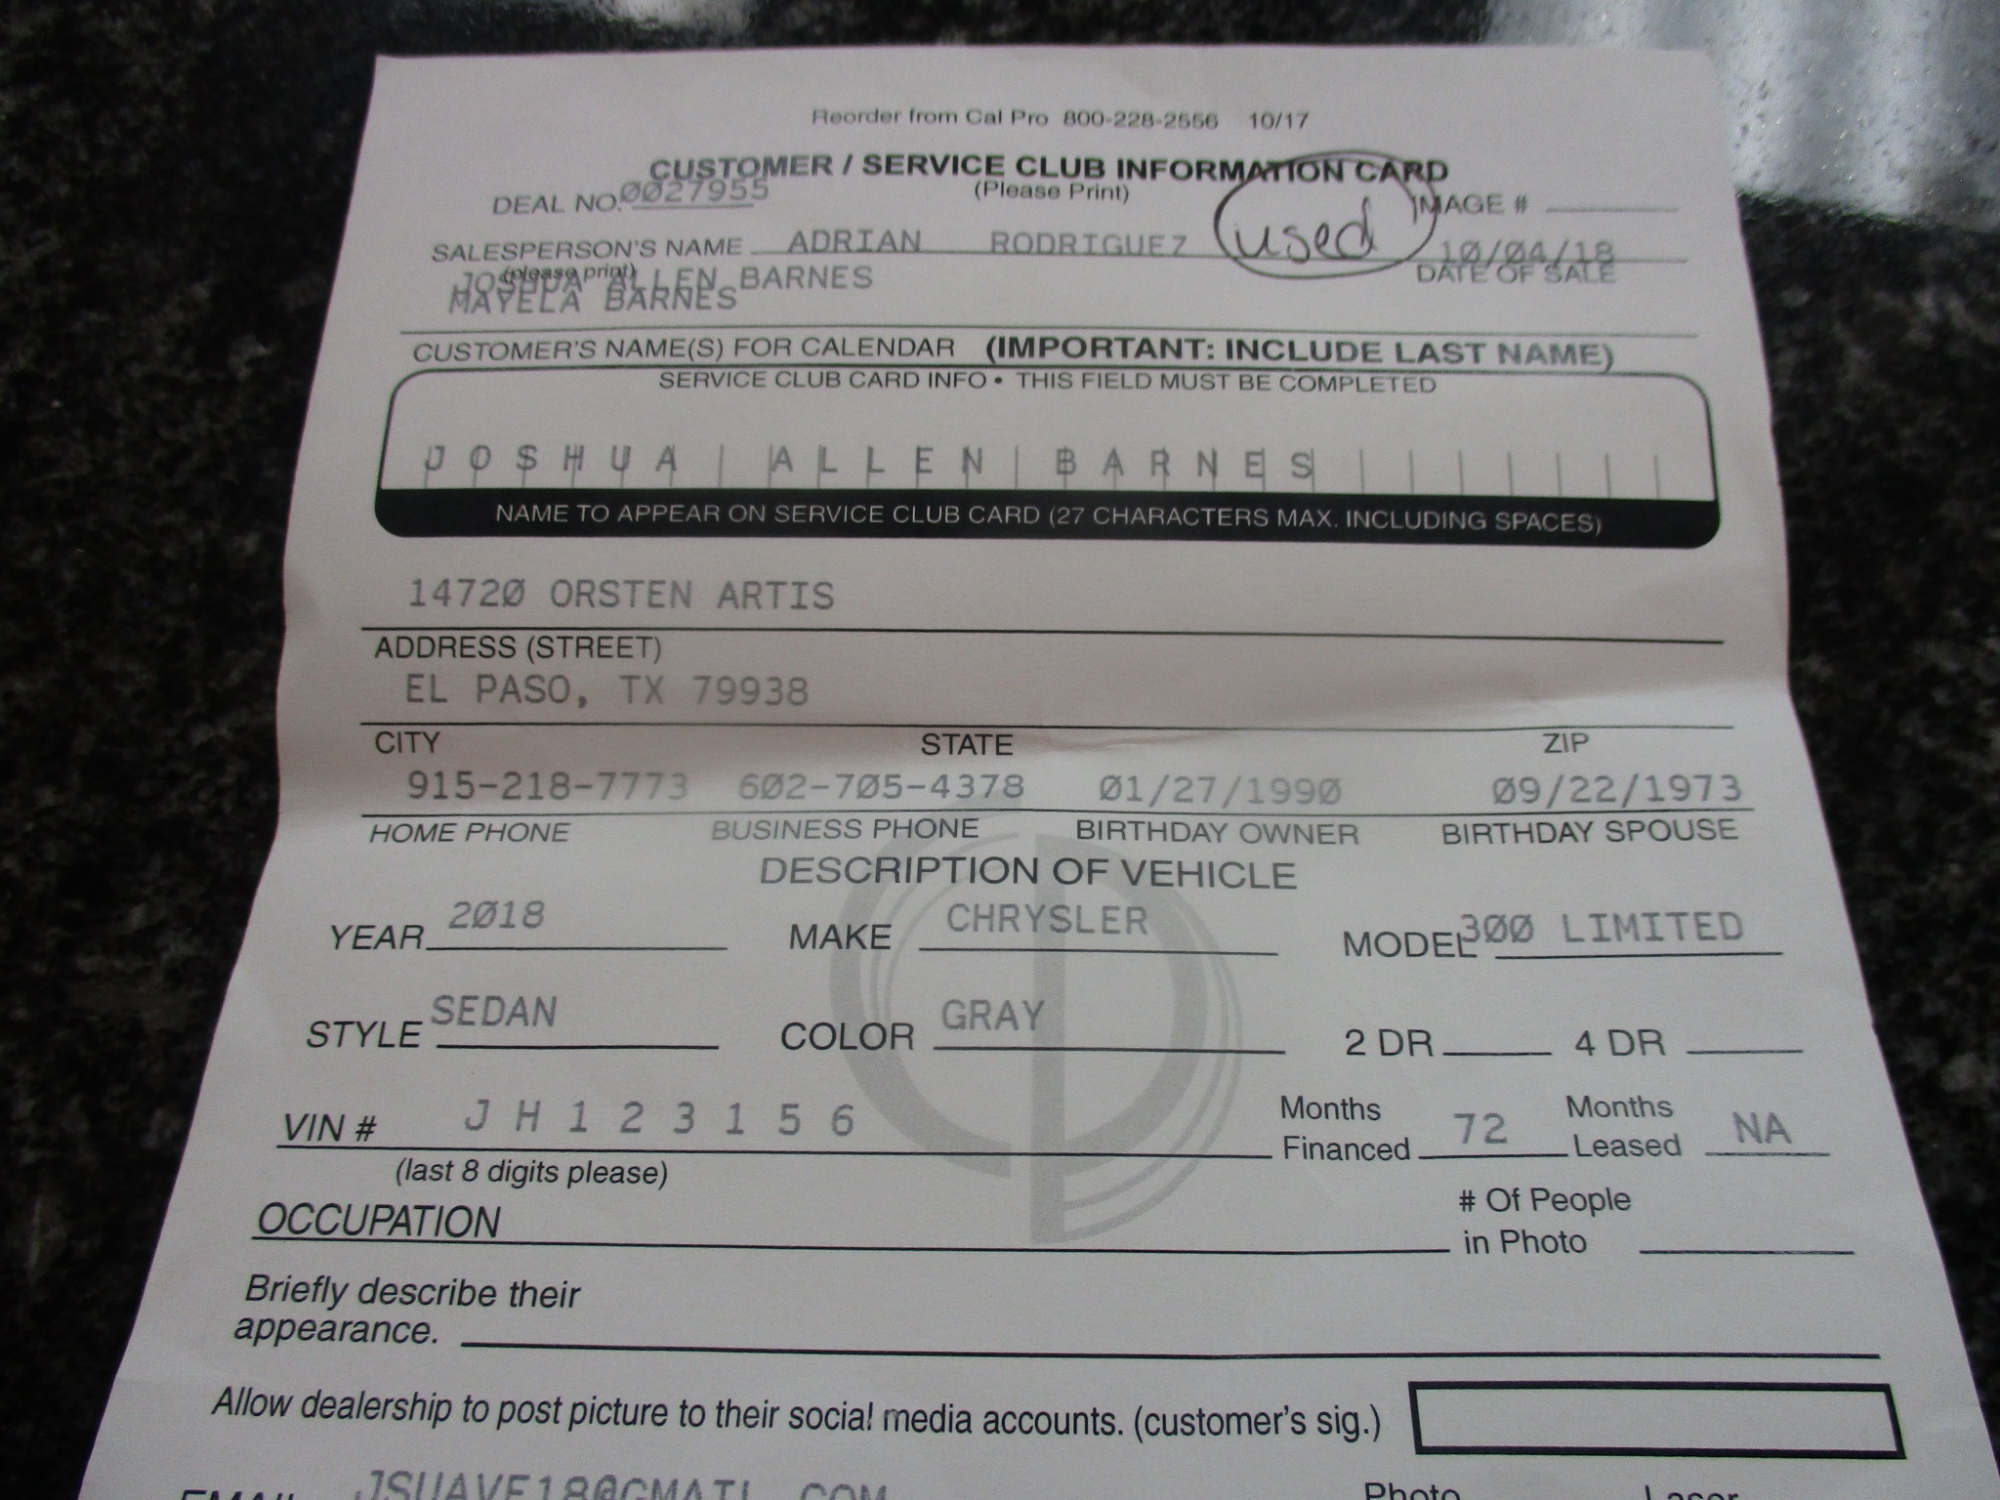 Reorder from Cal Pro 800-228-2556 10/17
CUSTOMER / SERVICE CLUB INFORMATION CARD
(Please Print)
DEAL NO. 0027955
used
IMAGE #
SALESPERSON'S NAME ADRIAN RODRIGUEZ 10/04/18
(please print) DATE OF SALE
JOSHUA ALLEN BARNES
MAYELA BARNES
CUSTOMER'S NAME(S) FOR CALENDAR (IMPORTANT: INCLUDE LAST NAME)
SERVICE CLUB CARD INFO • THIS FIELD MUST BE COMPLETED
JOSHUA ALLEN BARNES
NAME TO APPEAR ON SERVICE CLUB CARD (27 CHARACTERS MAX. INCLUDING SPACES)
14720 ORSTEN ARTIS
ADDRESS (STREET)
EL PASO, TX 79938
CITY STATE ZIP
915-218-7773 602-705-4378 01/27/1990 09/22/1973
HOME PHONE BUSINESS PHONE BIRTHDAY OWNER BIRTHDAY SPOUSE
DESCRIPTION OF VEHICLE
YEAR 2018 MAKE CHRYSLER MODEL 300 LIMITED
STYLE SEDAN COLOR GRAY 2 DR 4 DR
VIN # JH123156 Months Financed 72 Months Leased NA
(last 8 digits please)
OCCUPATION # Of People in Photo
Briefly describe their
appearance.
Allow dealership to post picture to their social media accounts. (customer's sig.)
EMAIL JSUAVE18@GMAIL.COM Photo Laser